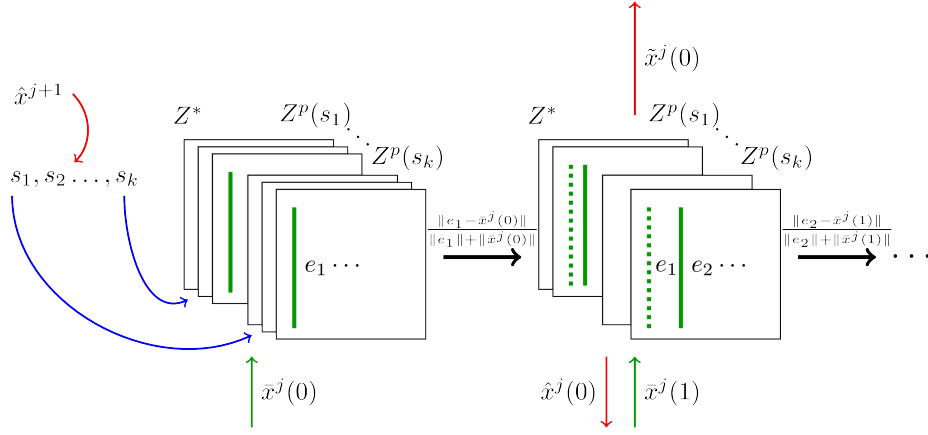 x̃^j(0)
x̂^{j+1}
Z^* Z^p(s_1) ⋱ Z^p(s_k)
Z^* Z^p(s_1) ⋱ Z^p(s_k)
s_1, s_2 …, s_k
‖e_1 − x̄^j(0)‖ / ‖e_1‖+‖x̄^j(0)‖
‖e_2 − x̄^j(1)‖ / ‖e_2‖+‖x̄^j(1)‖
e_1 ⋯
e_1 e_2 ⋯
⋯
x̄^j(0)
x̂^j(0)
x̄^j(1)